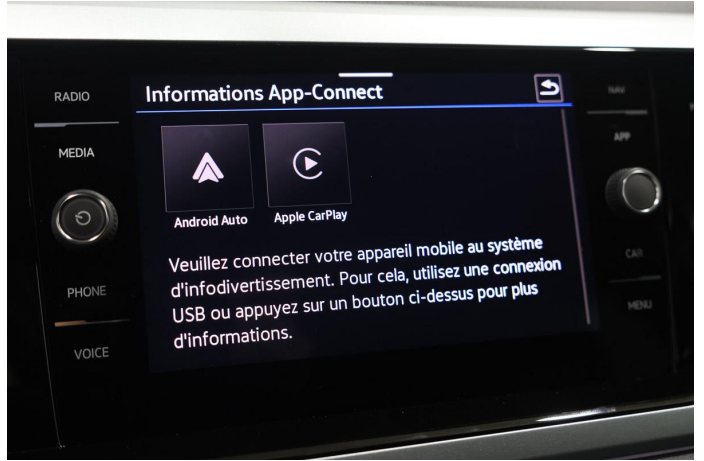 RADIO
MEDIA
PHONE
VOICE
Informations App-Connect
Android Auto
Apple CarPlay
Veuillez connecter votre appareil mobile au système
d'infodivertissement. Pour cela, utilisez une connexion
USB ou appuyez sur un bouton ci-dessus pour plus
d'informations.
NAV
APP
CAR
MENU